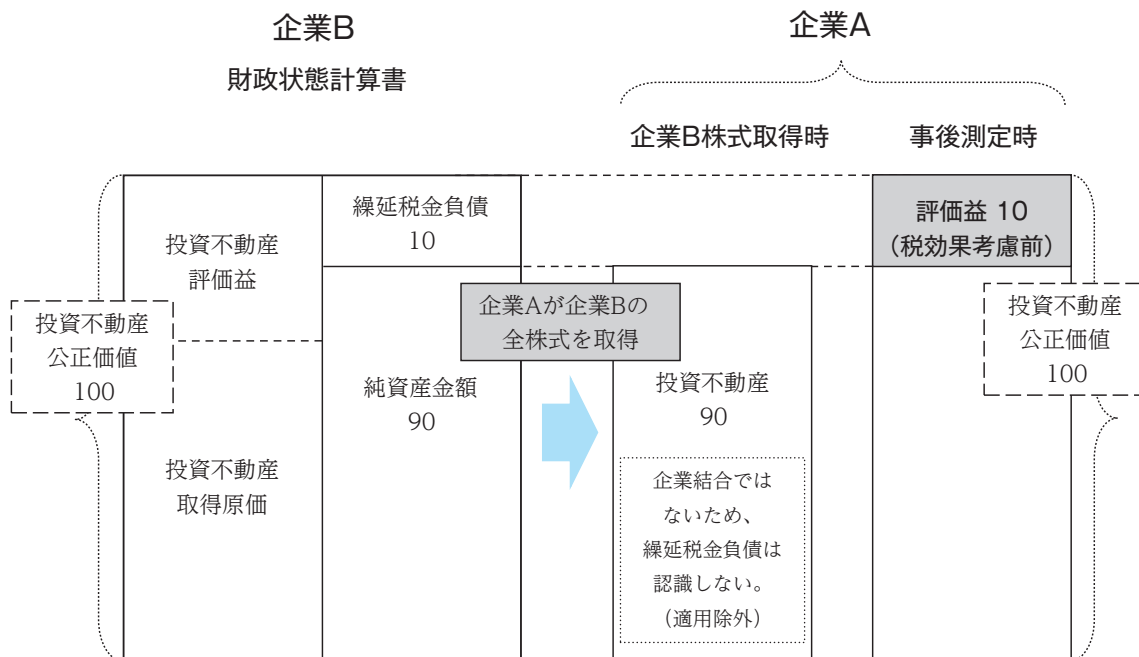 企業B
財政状態計算書
企業A
企業B株式取得時
事後測定時
投資不動産
評価益
繰延税金負債
10
評価益 10
（税効果考慮前）
投資不動産
公正価値
100
企業Aが企業Bの
全株式を取得
投資不動産
公正価値
100
純資産金額
90
投資不動産
90
投資不動産
取得原価
企業結合では
ないため、
繰延税金負債は
認識しない。
（適用除外）